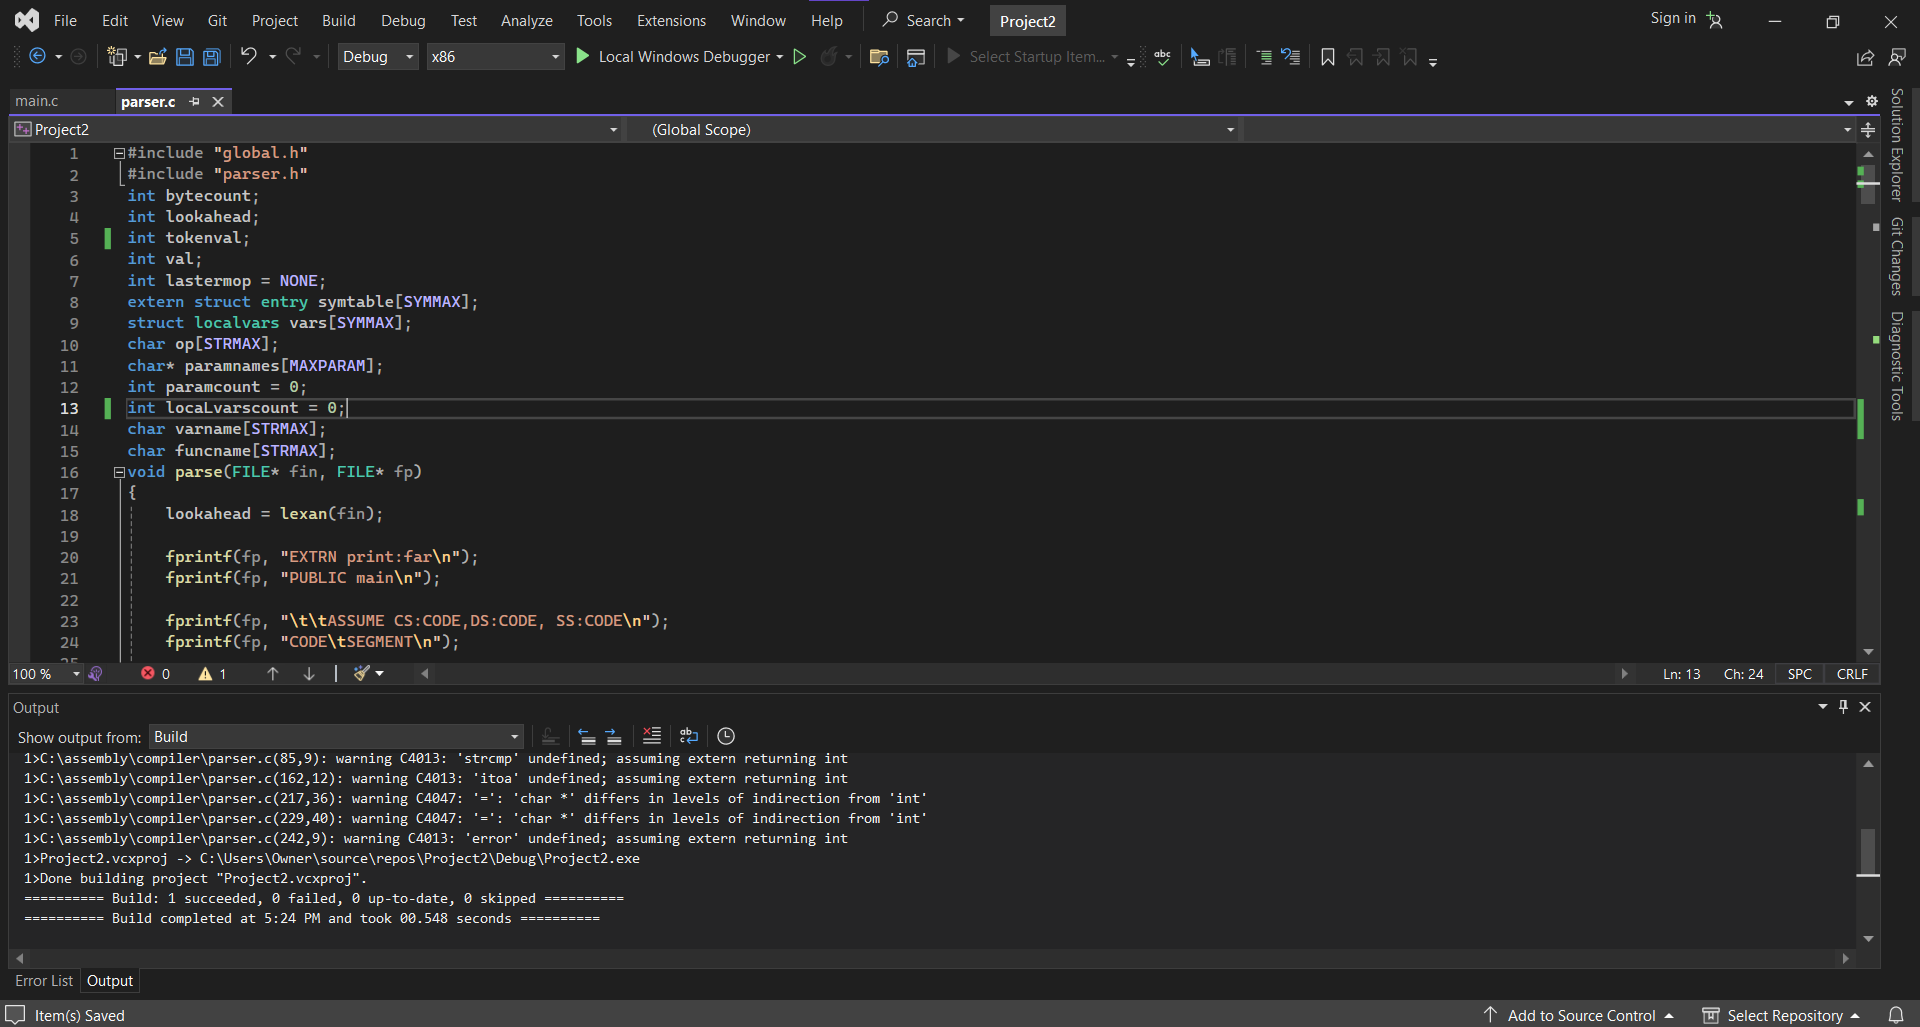 File Edit View Git Project Build Debug Test Analyze Tools Extensions Window Help Search Project2 Sign in
Debug x86 Local Windows Debugger Select Startup Item...
main.c parser.c
Project2 (Global Scope)
1 #include "global.h"
2 #include "parser.h"
3 int bytecount;
4 int lookahead;
5 int tokenval;
6 int val;
7 int lastermop = NONE;
8 extern struct entry symtable[SYMMAX];
9 struct localvars vars[SYMMAX];
10 char op[STRMAX];
11 char* paramnames[MAXPARAM];
12 int paramcount = 0;
13 int locaLvarscount = 0;
14 char varname[STRMAX];
15 char funcname[STRMAX];
16 void parse(FILE* fin, FILE* fp)
17 {
18 lookahead = lexan(fin);
19
20 fprintf(fp, "EXTRN print:far\n");
21 fprintf(fp, "PUBLIC main\n");
22
23 fprintf(fp, "\t\tASSUME CS:CODE,DS:CODE, SS:CODE\n");
24 fprintf(fp, "CODE\tSEGMENT\n");
25
100 % 0 1 Ln: 13 Ch: 24 SPC CRLF
Output
Show output from: Build
1>C:\assembly\compiler\parser.c(85,9): warning C4013: 'strcmp' undefined; assuming extern returning int
1>C:\assembly\compiler\parser.c(162,12): warning C4013: 'itoa' undefined; assuming extern returning int
1>C:\assembly\compiler\parser.c(217,36): warning C4047: '=': 'char *' differs in levels of indirection from 'int'
1>C:\assembly\compiler\parser.c(229,40): warning C4047: '=': 'char *' differs in levels of indirection from 'int'
1>C:\assembly\compiler\parser.c(242,9): warning C4013: 'error' undefined; assuming extern returning int
1>Project2.vcxproj -> C:\Users\Owner\source\repos\Project2\Debug\Project2.exe
1>Done building project "Project2.vcxproj".
========== Build: 1 succeeded, 0 failed, 0 up-to-date, 0 skipped ==========
========== Build completed at 5:24 PM and took 00.548 seconds ==========
Error List Output
Item(s) Saved Add to Source Control Select Repository
Solution Explorer
Git Changes
Diagnostic Tools